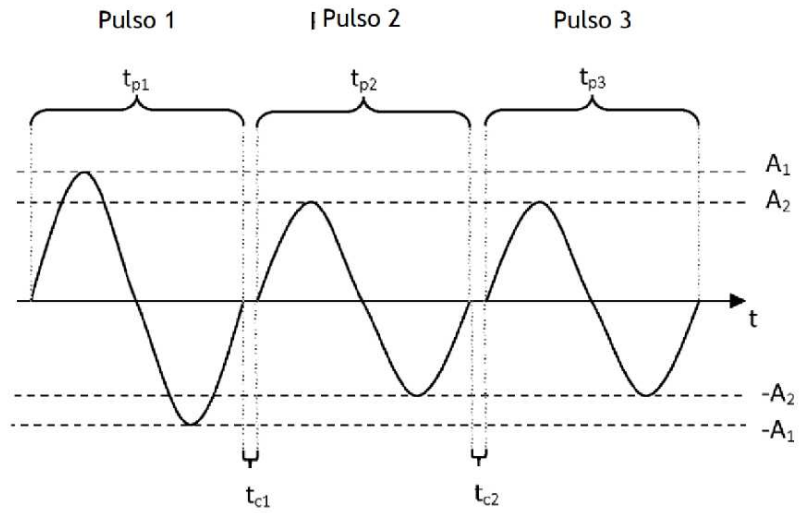 Pulso 1
Pulso 2
Pulso 3
tp1
tp2
tp3
A1
A2
t
-A2
-A1
tc1
tc2